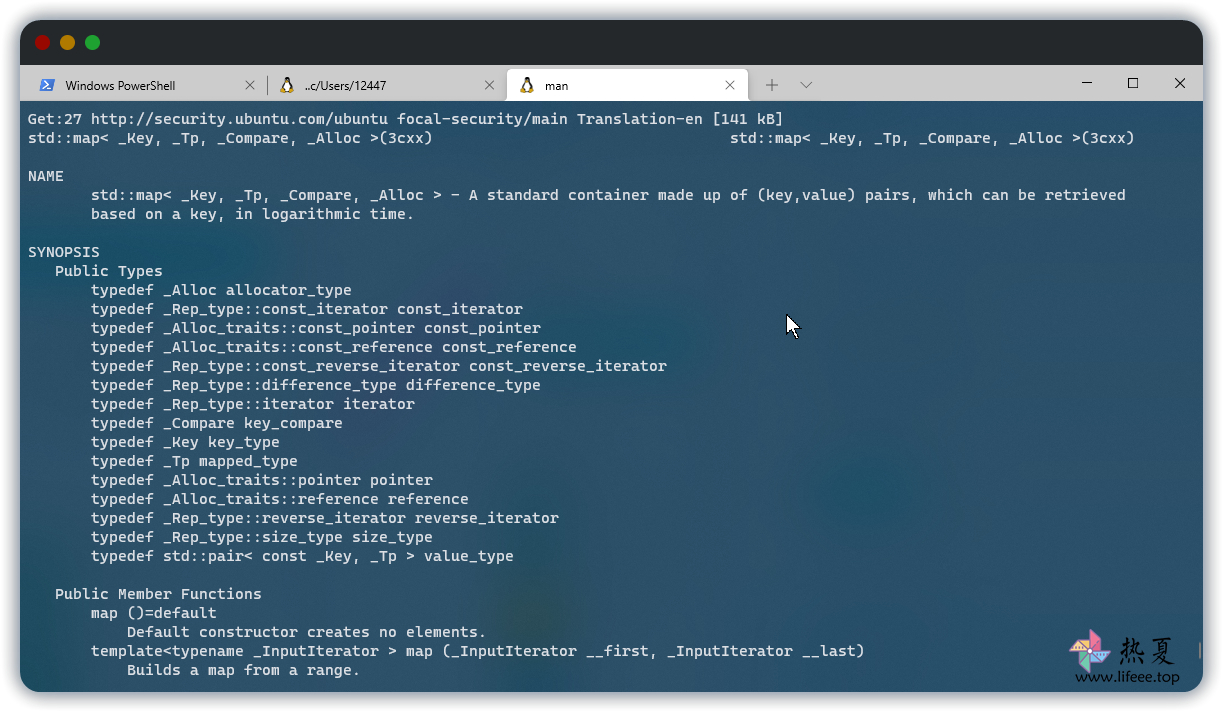 Windows PowerShell
..c/Users/12447
man
Get:27 http://security.ubuntu.com/ubuntu focal-security/main Translation-en [141 kB]
std::map< _Key, _Tp, _Compare, _Alloc >(3cxx) std::map< _Key, _Tp, _Compare, _Alloc >(3cxx)
NAME
std::map< _Key, _Tp, _Compare, _Alloc > - A standard container made up of (key,value) pairs, which can be retrieved
based on a key, in logarithmic time.
SYNOPSIS
Public Types
typedef _Alloc allocator_type
typedef _Rep_type::const_iterator const_iterator
typedef _Alloc_traits::const_pointer const_pointer
typedef _Alloc_traits::const_reference const_reference
typedef _Rep_type::const_reverse_iterator const_reverse_iterator
typedef _Rep_type::difference_type difference_type
typedef _Rep_type::iterator iterator
typedef _Compare key_compare
typedef _Key key_type
typedef _Tp mapped_type
typedef _Alloc_traits::pointer pointer
typedef _Alloc_traits::reference reference
typedef _Rep_type::reverse_iterator reverse_iterator
typedef _Rep_type::size_type size_type
typedef std::pair< const _Key, _Tp > value_type
Public Member Functions
map ()=default
Default constructor creates no elements.
template<typename _InputIterator > map (_InputIterator __first, _InputIterator __last)
Builds a map from a range.
热夏
www.lifeee.top